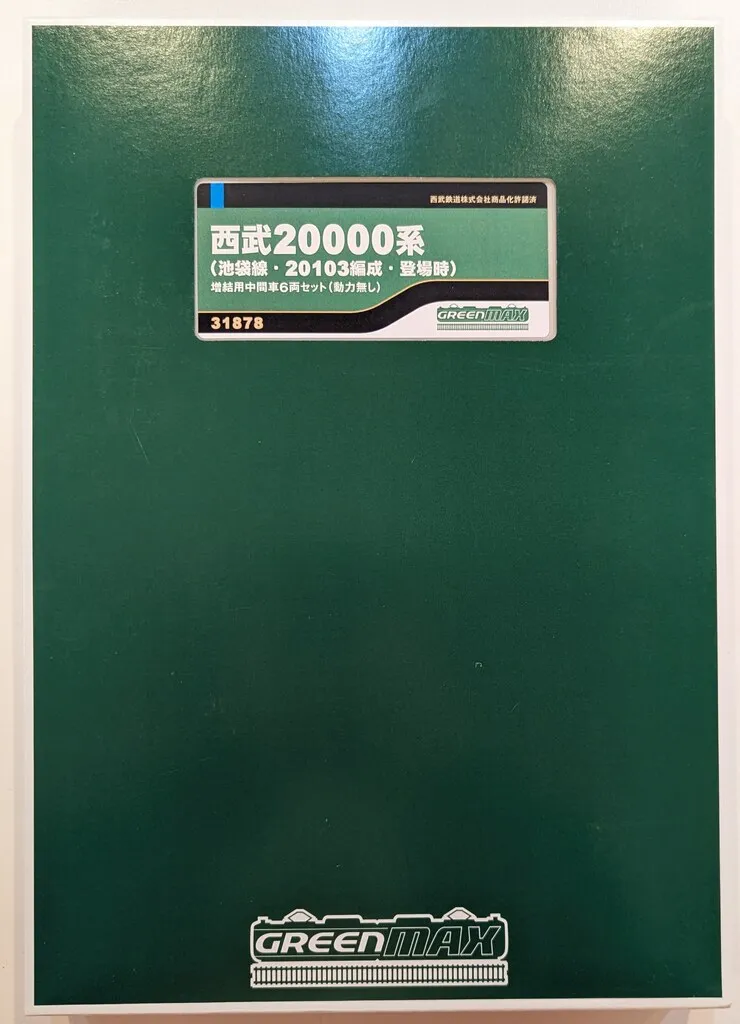 西武鉄道株式会社商品化許諾済
西武20000系
(池袋線・20103編成・登場時)
増結用中間車6両セット(動力無し)
31878
GREENMAX
GREENMAX